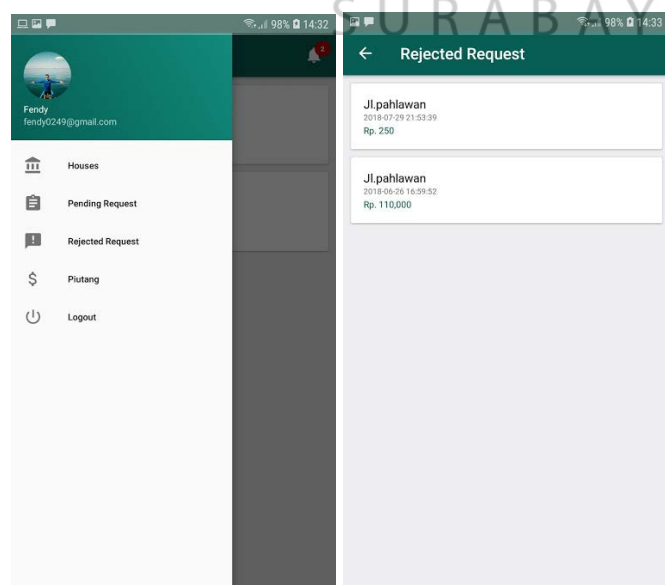 98% 14:32
2
Fendy
fendy0249@gmail.com
Houses
Pending Request
Rejected Request
Piutang
Logout
SURABAY
98% 14:33
Rejected Request
Jl.pahlawan
2018-07-29 21:53:39
Rp. 250
Jl.pahlawan
2018-06-26 16:59:52
Rp. 110,000